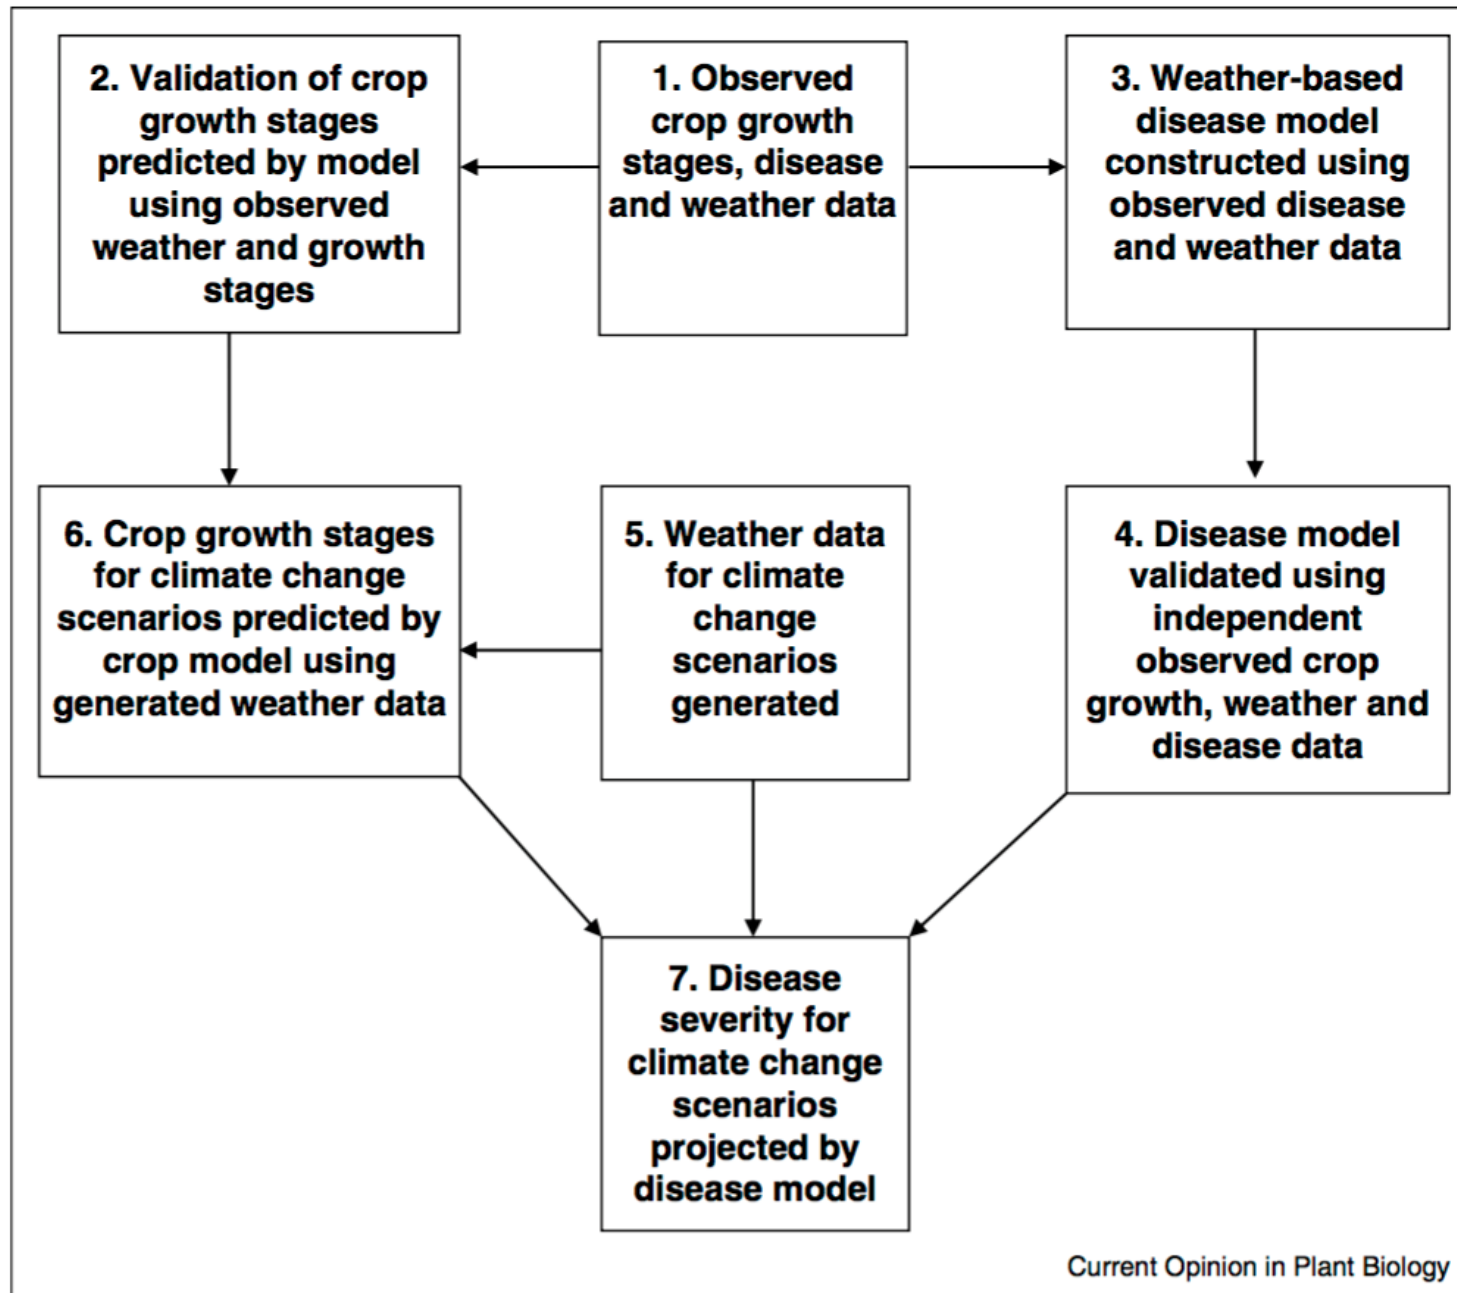 2. Validation of crop
growth stages
predicted by model
using observed
weather and growth
stages
1. Observed
crop growth
stages, disease
and weather data
3. Weather-based
disease model
constructed using
observed disease
and weather data
6. Crop growth stages
for climate change
scenarios predicted by
crop model using
generated weather data
5. Weather data
for climate
change
scenarios
generated
4. Disease model
validated using
independent
observed crop
growth, weather and
disease data
7. Disease
severity for
climate change
scenarios
projected by
disease model
Current Opinion in Plant Biology